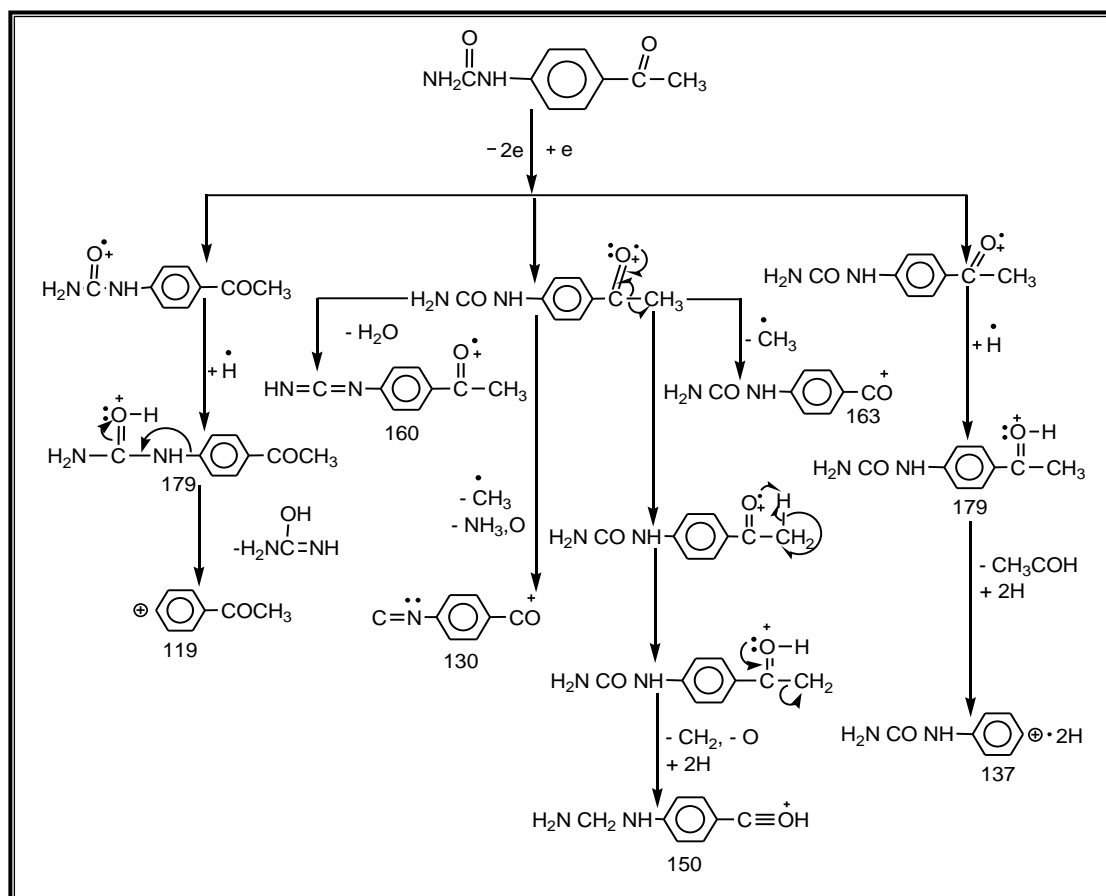 O
NH2CNH
O
C
CH3
- 2e + e
O
+
H2N
C
NH
COCH3
H2N CO NH
O
+
C
CH3
H2N CO NH
O
+
C
CH3
+ H
- H2O
HN=C=N
O
+
C
CH3
160
- CH3
H2N CO NH
CO
+
163
+ H
+
O-H
H2N
C
NH
COCH3
179
OH
-H2NC=NH
COCH3
119
- CH3
- NH3,O
C=N
CO
+
130
H2N CO NH
O
+
H
C
CH2
H2N CO NH
+
O-H
C
CH2
- CH2, - O
+ 2H
H2N CH2 NH
C≡OH
+
150
H2N CO NH
+
O-H
C
CH3
179
- CH3COH
+ 2H
H2N CO NH
+
2H
137